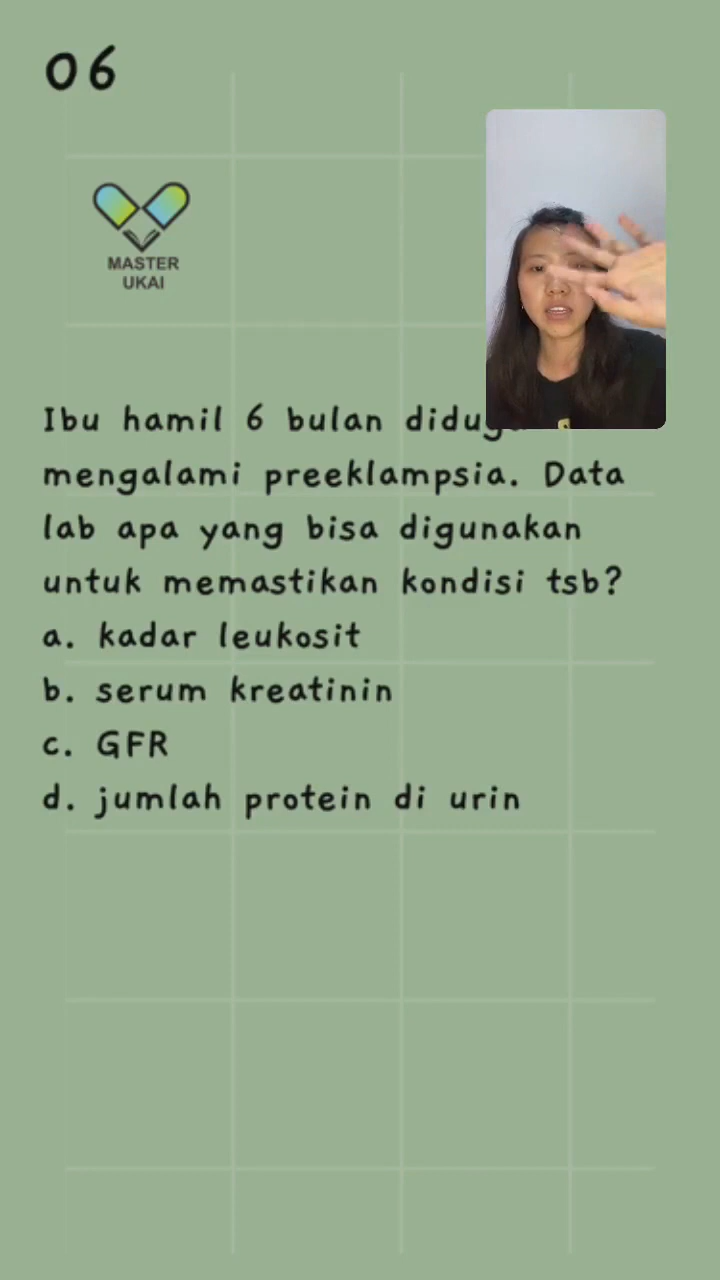 06
MASTER
UKAI
Ibu hamil 6 bulan
mengalami preeklampsia. Data
lab apa yang bisa digunakan
untuk memastikan kondisi tsb?
a. kadar leukosit
b. serum kreatinin
c. GFR
d. jumlah protein di urin